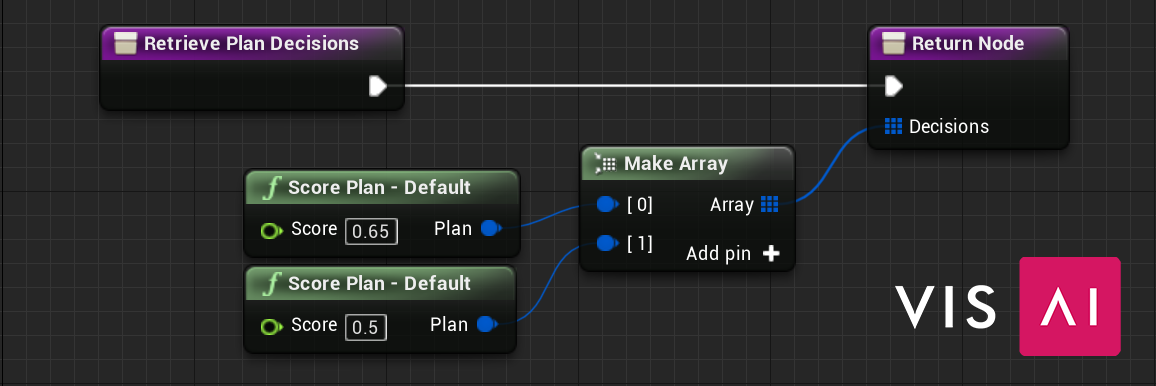 Retrieve Plan Decisions
Return Node
Decisions
Make Array
[ 0] Array
[ 1]
Add pin
f Score Plan - Default
Score 0.65 Plan
f Score Plan - Default
Score 0.5 Plan
VIS AI